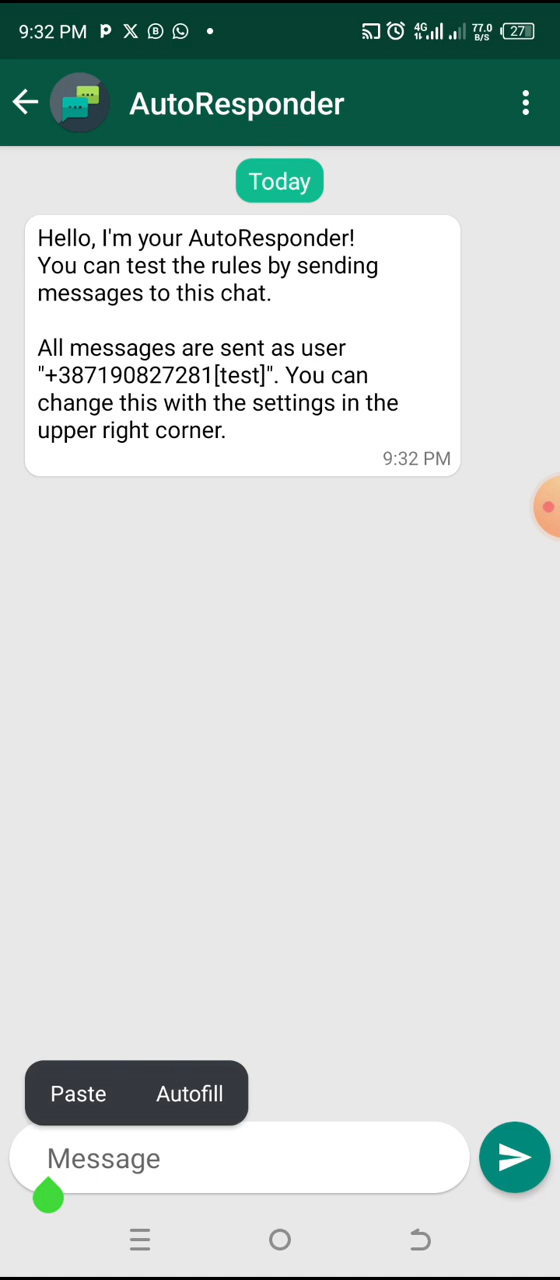 9:32 PM
4G
77.0
B/S
27
AutoResponder
Today
Hello, I'm your AutoResponder!
You can test the rules by sending
messages to this chat.
All messages are sent as user
"+387190827281[test]". You can
change this with the settings in the
upper right corner.
9:32 PM
Paste Autofill
Message